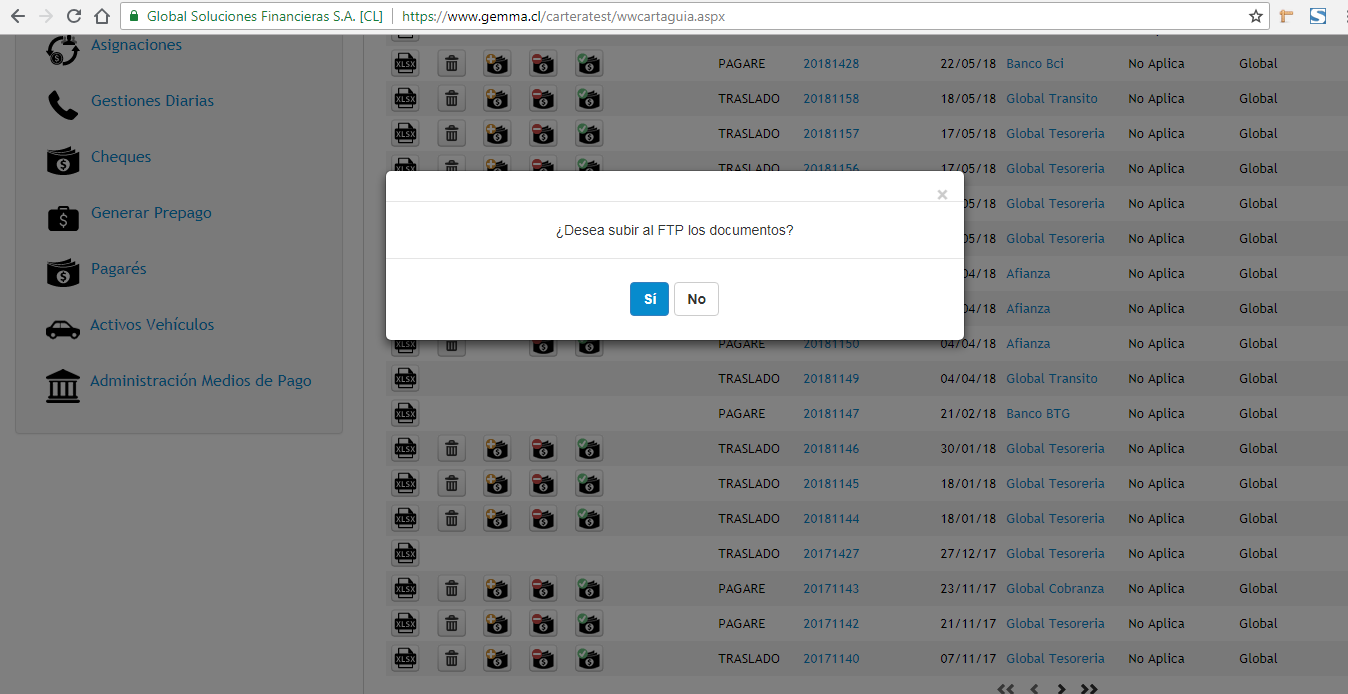 Global Soluciones Financieras S.A. [CL] https://www.gemma.cl/carteratest/wwcartaguia.aspx
Asignaciones
Gestiones Diarias
Cheques
Generar Prepago
Pagarés
Activos Vehículos
Administración Medios de Pago
XLSX PAGARE 20181428 22/05/18 Banco Bci No Aplica Global
XLSX TRASLADO 20181158 18/05/18 Global Transito No Aplica Global
XLSX TRASLADO 20181157 17/05/18 Global Tesoreria No Aplica Global
XLSX TRASLADO 20181156 17/05/18 Global Tesoreria No Aplica Global
05/18 Global Tesoreria No Aplica Global
05/18 Global Tesoreria No Aplica Global
04/18 Afianza No Aplica Global
04/18 Afianza No Aplica Global
×
¿Desea subir al FTP los documentos?
Sí No
XLSX PAGARE 20181150 04/04/18 Afianza No Aplica Global
XLSX TRASLADO 20181149 04/04/18 Global Transito No Aplica Global
XLSX PAGARE 20181147 21/02/18 Banco BTG No Aplica Global
XLSX TRASLADO 20181146 30/01/18 Global Tesoreria No Aplica Global
XLSX TRASLADO 20181145 18/01/18 Global Tesoreria No Aplica Global
XLSX TRASLADO 20181144 18/01/18 Global Tesoreria No Aplica Global
XLSX TRASLADO 20171427 27/12/17 Global Tesoreria No Aplica Global
XLSX PAGARE 20171143 23/11/17 Global Cobranza No Aplica Global
XLSX PAGARE 20171142 21/11/17 Global Tesoreria No Aplica Global
XLSX TRASLADO 20171140 07/11/17 Global Tesoreria No Aplica Global